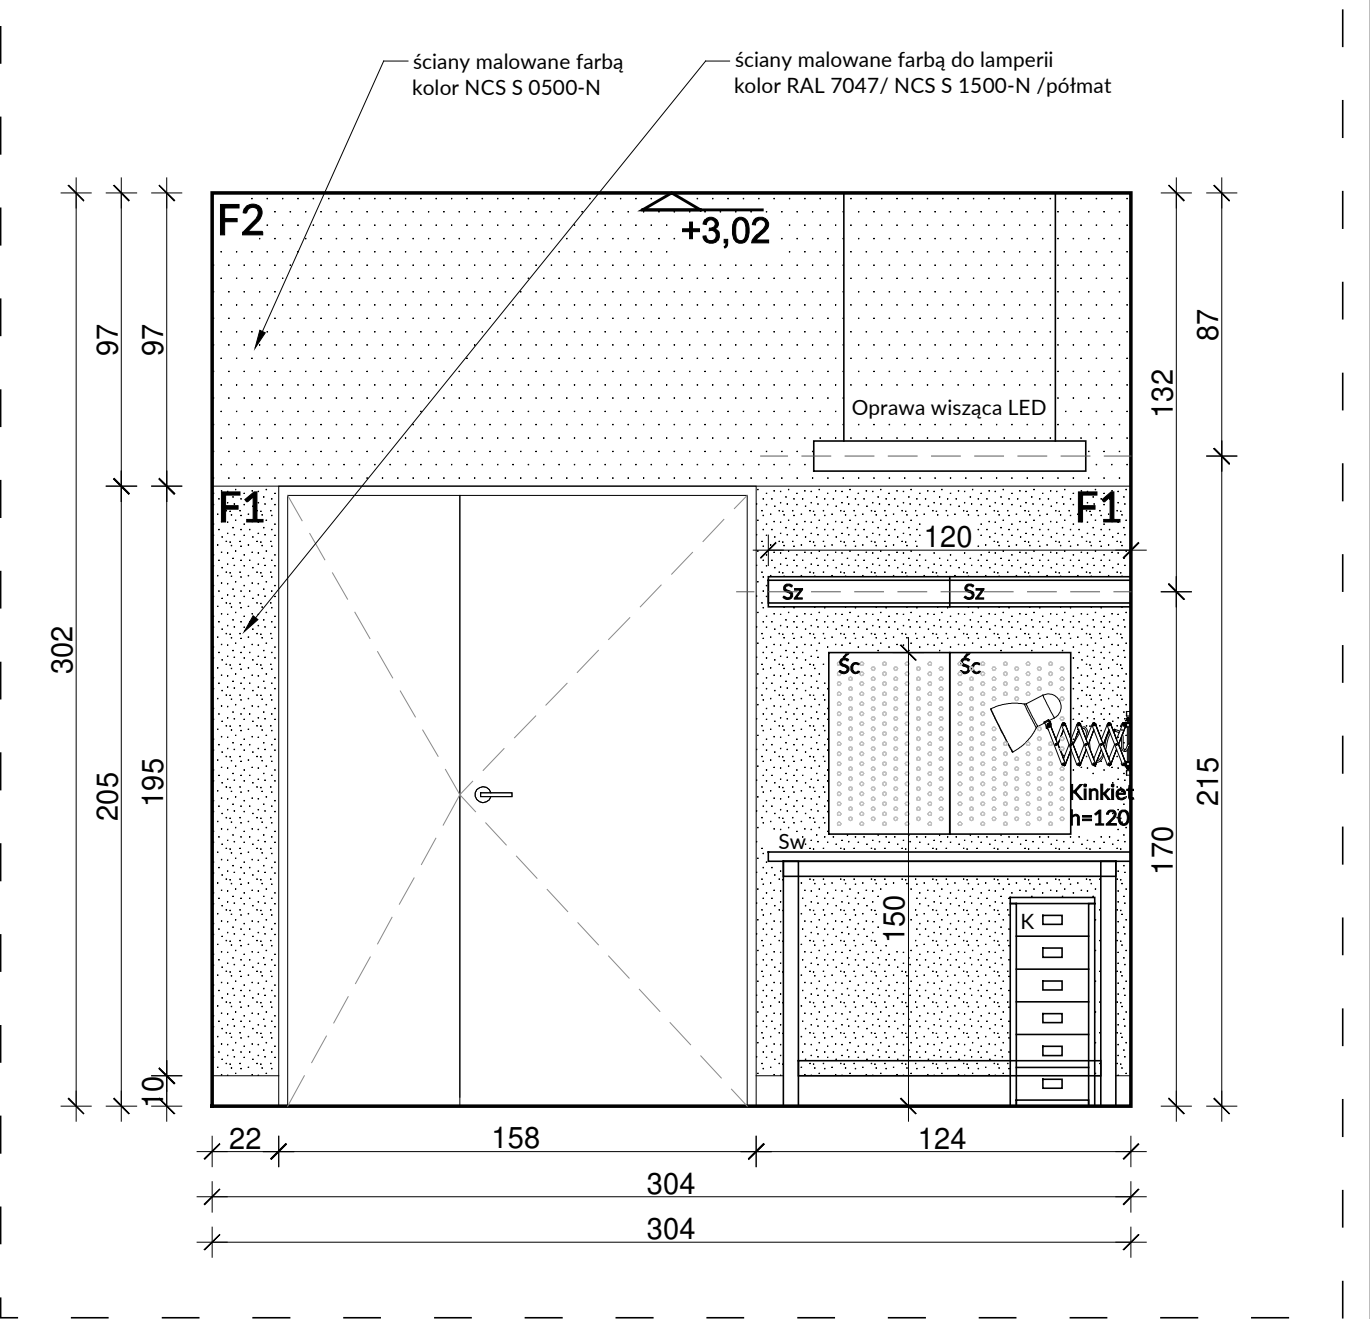 ściany malowane farbą
kolor NCS S 0500-N
ściany malowane farbą do lamperii
kolor RAL 7047/ NCS S 1500-N /półmat
F2
+3,02
97
97
87
132
Oprawa wisząca LED
F1
F1
120
Sz
Sz
302
Śc
Śc
205
195
215
Kinkiet
h=120
Sw
170
150
K
10
22
158
124
304
304